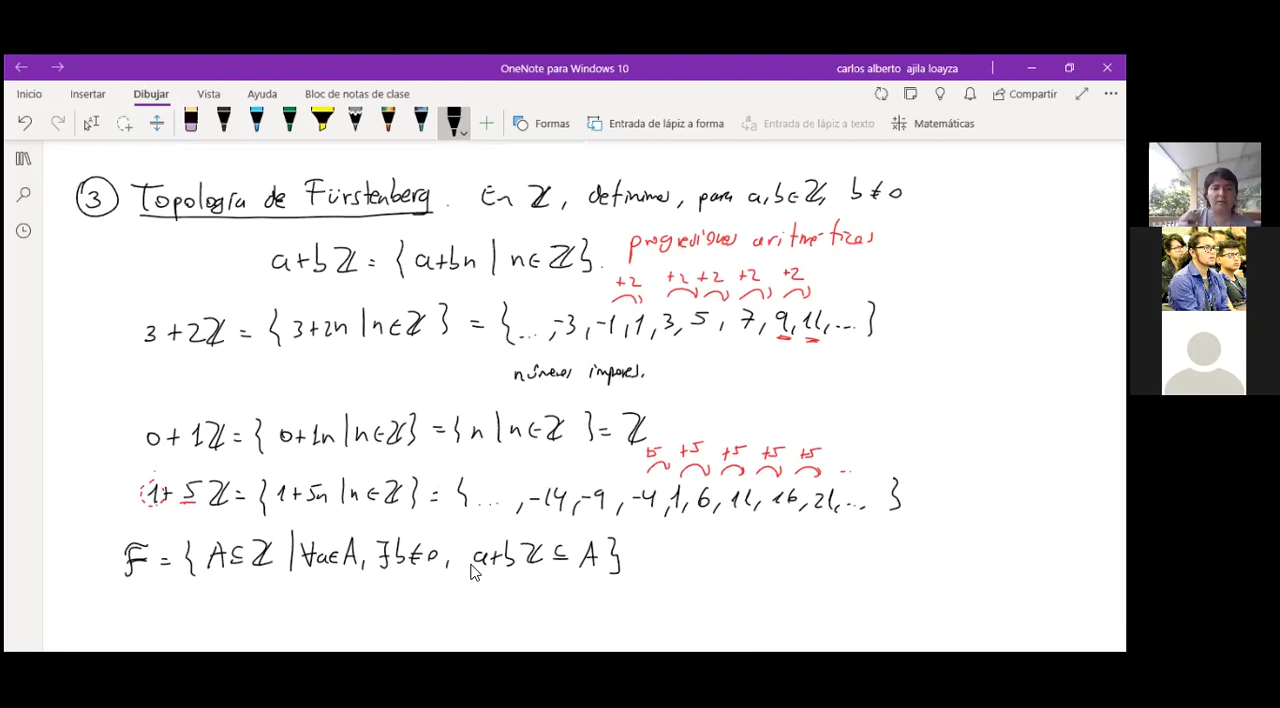 OneNote para Windows 10
carlos alberto ajila loayza
Inicio Insertar Dibujar Vista Ayuda Bloc de notas de clase
Compartir
Formas Entrada de lápiz a forma Entrada de lápiz a texto Matemáticas
③ Topología de Fürstenberg. En ℤ, definimos, para a,b∈ℤ, b≠0
a+bℤ = {a+bn | n∈ℤ}.
progresiones aritméticas
+2 +2 +2 +2 +2
3+2ℤ = {3+2n | n∈ℤ} = {..., -3, -1, 1, 3, 5, 7, 9, 11, ...}
números impares.
0+1ℤ = {0+1n | n∈ℤ} = {n | n∈ℤ} = ℤ
+5 +5 +5 +5 +5 ...
1+5ℤ = {1+5n | n∈ℤ} = {..., -14, -9, -4, 1, 6, 11, 16, 21, ...}
F = {A⊆ℤ | ∀a∈A, ∃b≠0, a+bℤ ⊆ A}